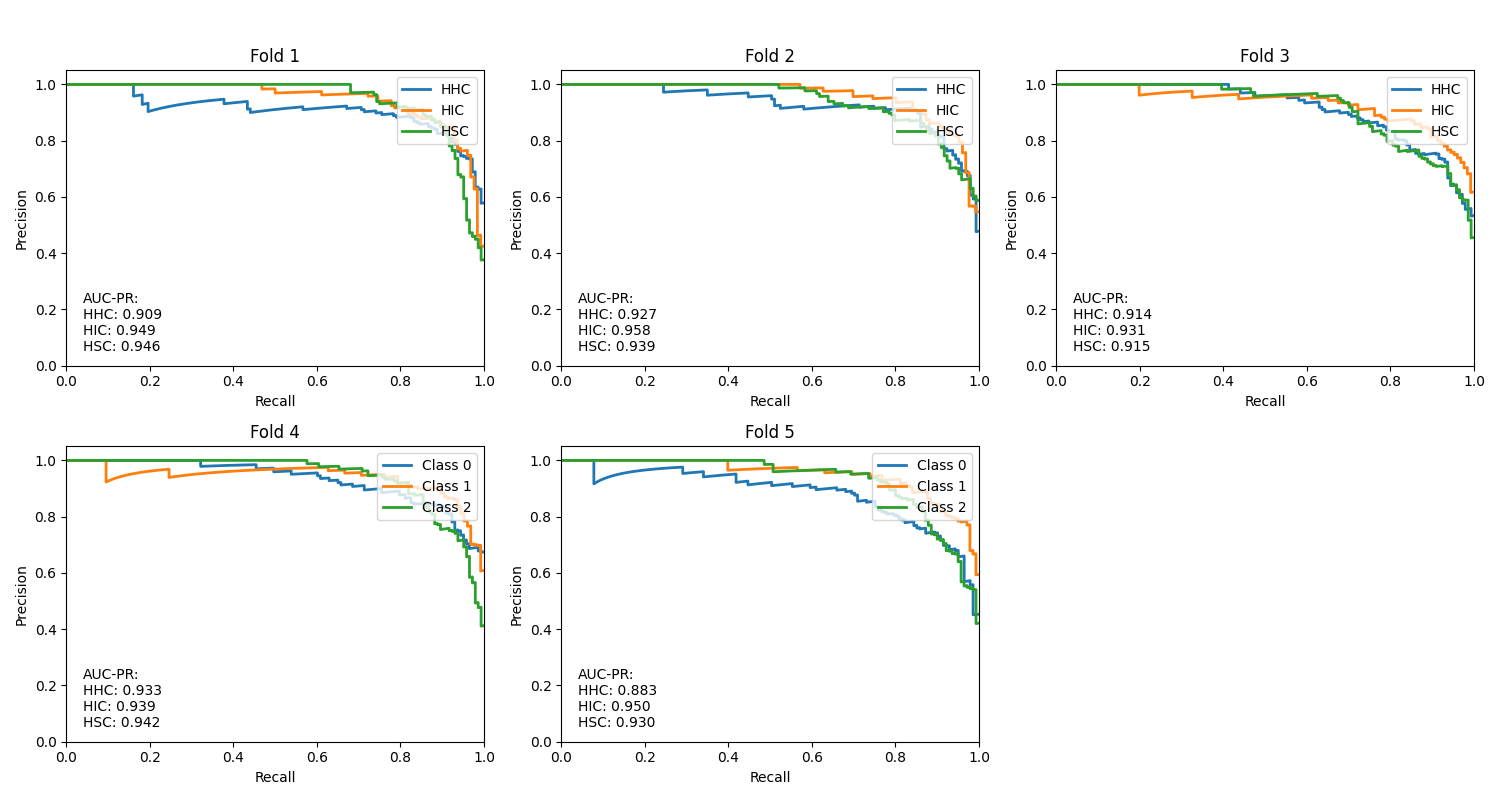 Fold 1
1.0
0.8
0.6
0.4
0.2
0.0
Precision
HHC
HIC
HSC
AUC-PR:
HHC: 0.909
HIC: 0.949
HSC: 0.946
0.0 0.2 0.4 0.6 0.8 1.0
Recall
Fold 2
1.0
0.8
0.6
0.4
0.2
0.0
Precision
HHC
HIC
HSC
AUC-PR:
HHC: 0.927
HIC: 0.958
HSC: 0.939
0.0 0.2 0.4 0.6 0.8 1.0
Recall
Fold 3
1.0
0.8
0.6
0.4
0.2
0.0
Precision
HHC
HIC
HSC
AUC-PR:
HHC: 0.914
HIC: 0.931
HSC: 0.915
0.0 0.2 0.4 0.6 0.8 1.0
Recall
Fold 4
1.0
0.8
0.6
0.4
0.2
0.0
Precision
Class 0
Class 1
Class 2
AUC-PR:
HHC: 0.933
HIC: 0.939
HSC: 0.942
0.0 0.2 0.4 0.6 0.8 1.0
Recall
Fold 5
1.0
0.8
0.6
0.4
0.2
0.0
Precision
Class 0
Class 1
Class 2
AUC-PR:
HHC: 0.883
HIC: 0.950
HSC: 0.930
0.0 0.2 0.4 0.6 0.8 1.0
Recall